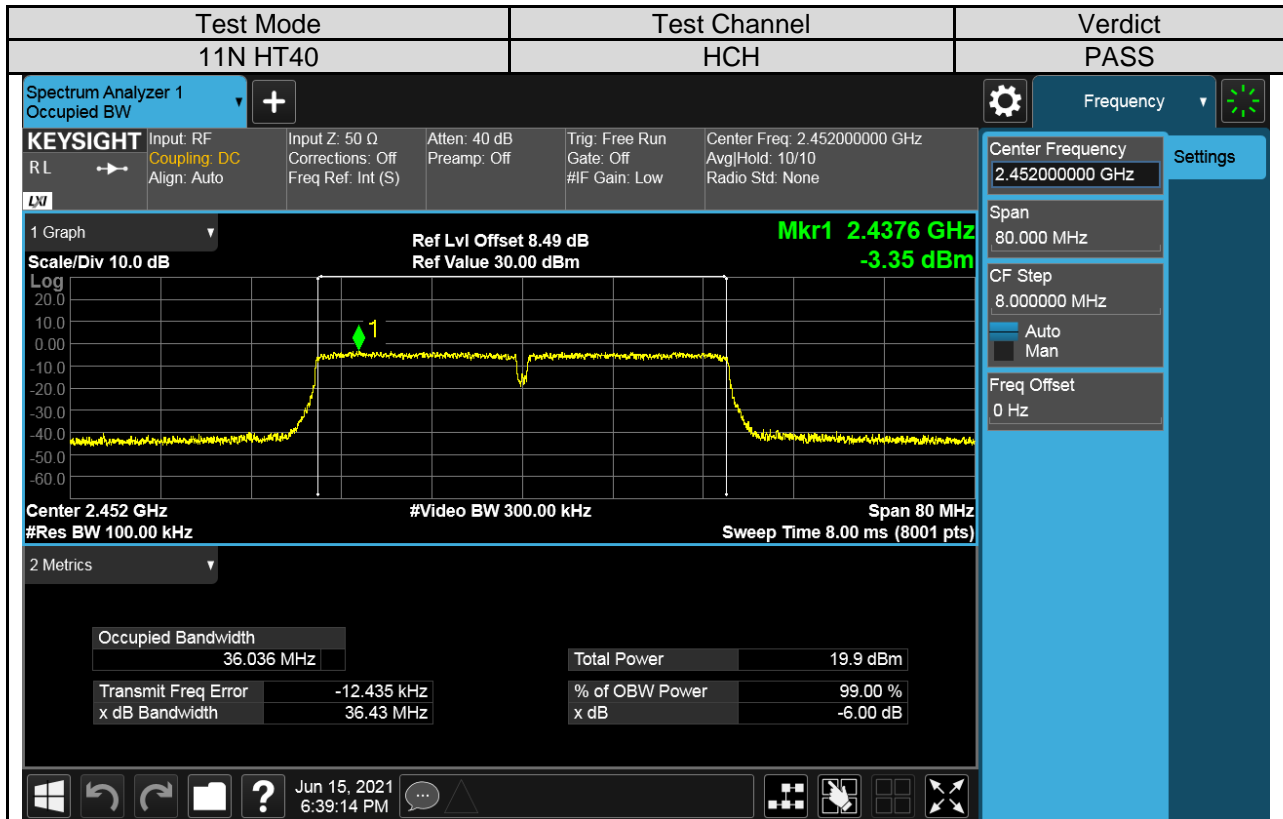 Test Mode Test Channel Verdict
11N HT40 HCH PASS
Spectrum Analyzer 1
Occupied BW
Frequency
KEYSIGHT Input: RF Input Z: 50 Ω Atten: 40 dB Trig: Free Run Center Freq: 2.452000000 GHz
RL Coupling: DC Corrections: Off Preamp: Off Gate: Off Avg|Hold: 10/10
Align: Auto Freq Ref: Int (S) #IF Gain: Low Radio Std: None
LXI
Center Frequency
2.452000000 GHz
Settings
Span
80.000 MHz
CF Step
8.000000 MHz
Auto
Man
Freq Offset
0 Hz
1 Graph
Ref Lvl Offset 8.49 dB Mkr1 2.4376 GHz
Scale/Div 10.0 dB Ref Value 30.00 dBm -3.35 dBm
Log
20.0
10.0
1
0.00
-10.0
-20.0
-30.0
-40.0
-50.0
-60.0
Center 2.452 GHz #Video BW 300.00 kHz Span 80 MHz
#Res BW 100.00 kHz Sweep Time 8.00 ms (8001 pts)
2 Metrics
Occupied Bandwidth
36.036 MHz Total Power 19.9 dBm
Transmit Freq Error -12.435 kHz % of OBW Power 99.00 %
x dB Bandwidth 36.43 MHz x dB -6.00 dB
Jun 15, 2021
6:39:14 PM